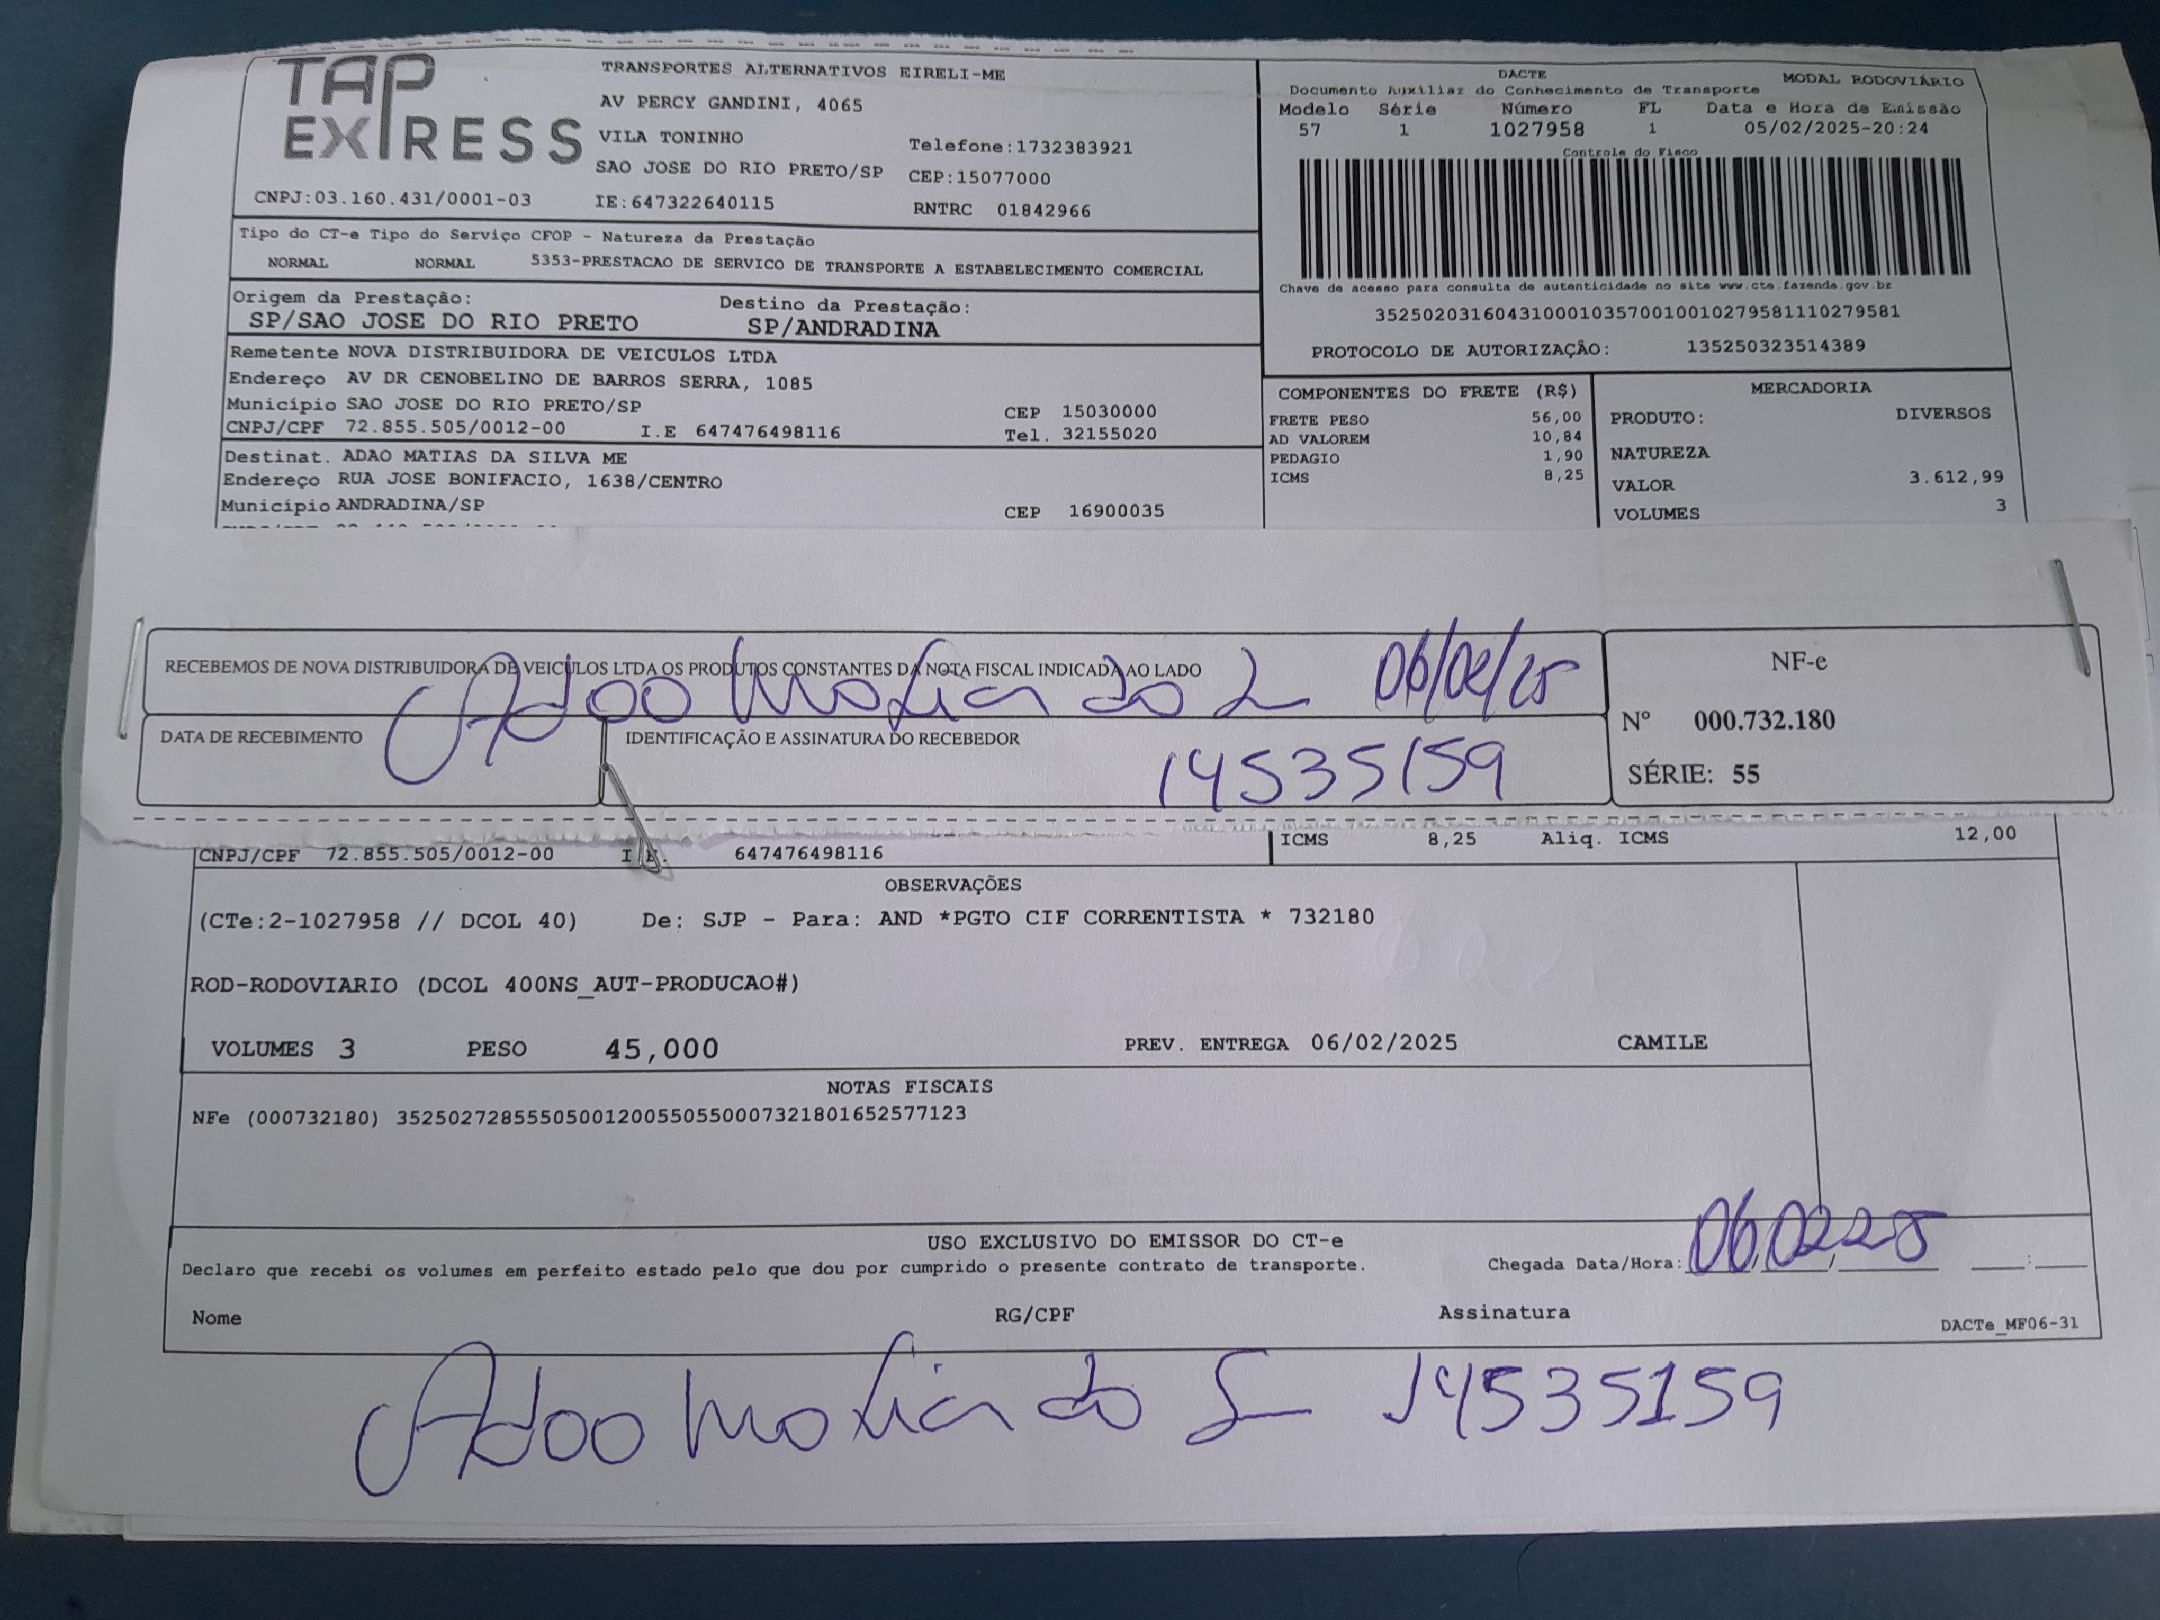 TAP
EXPRESS
TRANSPORTES ALTERNATIVOS EIRELI-ME
AV PERCY GANDINI, 4065
VILA TONINHO
Telefone:1732383921
SAO JOSE DO RIO PRETO/SP CEP:15077000
CNPJ:03.160.431/0001-03 IE:647322640115 RNTRC 01842966
DACTE MODAL RODOVIÁRIO
Documento Auxiliar do Conhecimento de Transporte
Modelo Série Número FL Data e Hora de Emissão
57 1 1027958 1 05/02/2025-20:24
Controle do Fisco
Chave de acesso para consulta de autenticidade no site www.cte.fazenda.gov.br
35250203160431000103570010010279581110279581
PROTOCOLO DE AUTORIZAÇÃO: 135250323514389
Tipo do CT-e Tipo do Serviço CFOP - Natureza da Prestação
NORMAL NORMAL 5353-PRESTACAO DE SERVICO DE TRANSPORTE A ESTABELECIMENTO COMERCIAL
Origem da Prestação: Destino da Prestação:
SP/SAO JOSE DO RIO PRETO SP/ANDRADINA
Remetente NOVA DISTRIBUIDORA DE VEICULOS LTDA
Endereço AV DR CENOBELINO DE BARROS SERRA, 1085
Município SAO JOSE DO RIO PRETO/SP CEP 15030000
CNPJ/CPF 72.855.505/0012-00 I.E 647476498116 Tel. 32155020
Destinat. ADAO MATIAS DA SILVA ME
Endereço RUA JOSE BONIFACIO, 1638/CENTRO
Município ANDRADINA/SP CEP 16900035
COMPONENTES DO FRETE (R$)
FRETE PESO 56,00
AD VALOREM 10,84
PEDAGIO 1,90
ICMS 8,25
MERCADORIA
PRODUTO: DIVERSOS
NATUREZA
VALOR 3.612,99
VOLUMES 3
RECEBEMOS DE NOVA DISTRIBUIDORA DE VEICULOS LTDA OS PRODUTOS CONSTANTES DA NOTA FISCAL INDICADA AO LADO
Adao Matias da S 06/02/25
DATA DE RECEBIMENTO
IDENTIFICAÇÃO E ASSINATURA DO RECEBEDOR
14535159
NF-e
N° 000.732.180
SÉRIE: 55
CNPJ/CPF 72.855.505/0012-00 I.E. 647476498116
ICMS 8,25 Aliq. ICMS 12,00
OBSERVAÇÕES
(CTe:2-1027958 // DCOL 40) De: SJP - Para: AND *PGTO CIF CORRENTISTA * 732180
ROD-RODOVIARIO (DCOL 400NS_AUT-PRODUCAO#)
VOLUMES 3 PESO 45,000 PREV. ENTREGA 06/02/2025 CAMILE
NOTAS FISCAIS
NFe (000732180) 35250272855505001200550550007321801652577123
USO EXCLUSIVO DO EMISSOR DO CT-e
Declaro que recebi os volumes em perfeito estado pelo que dou por cumprido o presente contrato de transporte.
Chegada Data/Hora: 06 02 25
Nome RG/CPF Assinatura
DACTe_MF06-31
Adao Matias da S 14535159